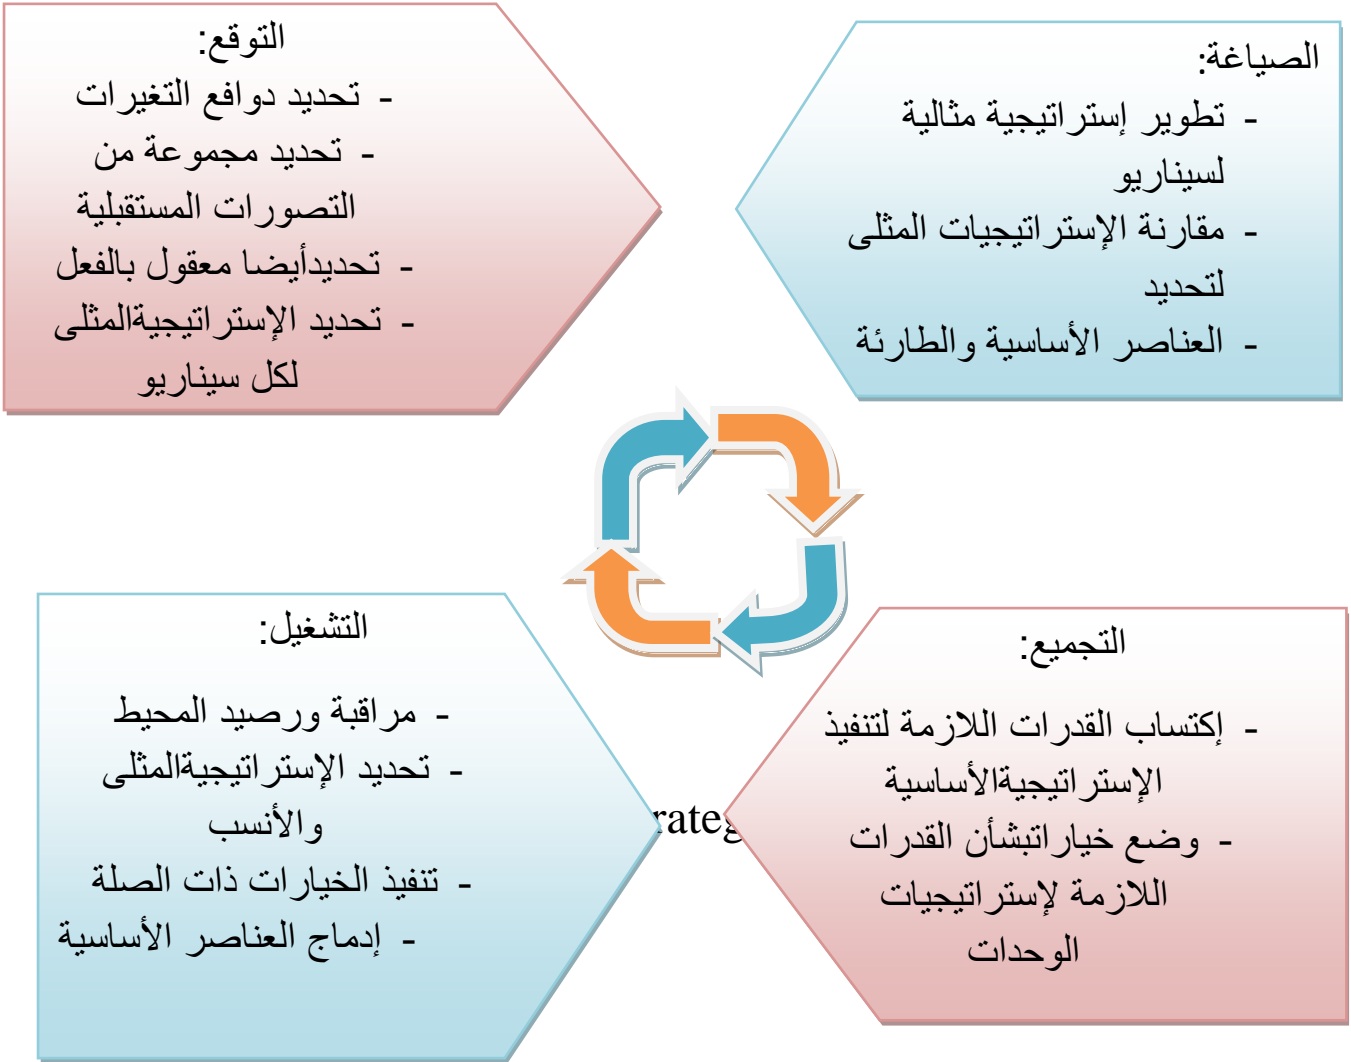 التوقع:
- تحديد دوافع التغيرات
- تحديد مجموعة من
التصورات المستقبلية
- تحديدأيضا معقول بالفعل
- تحديد الإستراتيجيةالمثلى
لكل سيناريو
الصياغة:
- تطوير إستراتيجية مثالية
لسيناريو
- مقارنة الإستراتيجيات المثلى
لتحديد
- العناصر الأساسية والطارئة
التجميع:
- إكتساب القدرات اللازمة لتنفيذ
الإستراتيجيةالأساسية
- وضع خياراتبشأن القدرات
اللازمة لإستراتيجيات
الوحدات
التشغيل:
- مراقبة ورصيد المحيط
- تحديد الإستراتيجيةالمثلى
والأنسب
- تنفيذ الخيارات ذات الصلة
- إدماج العناصر الأساسية